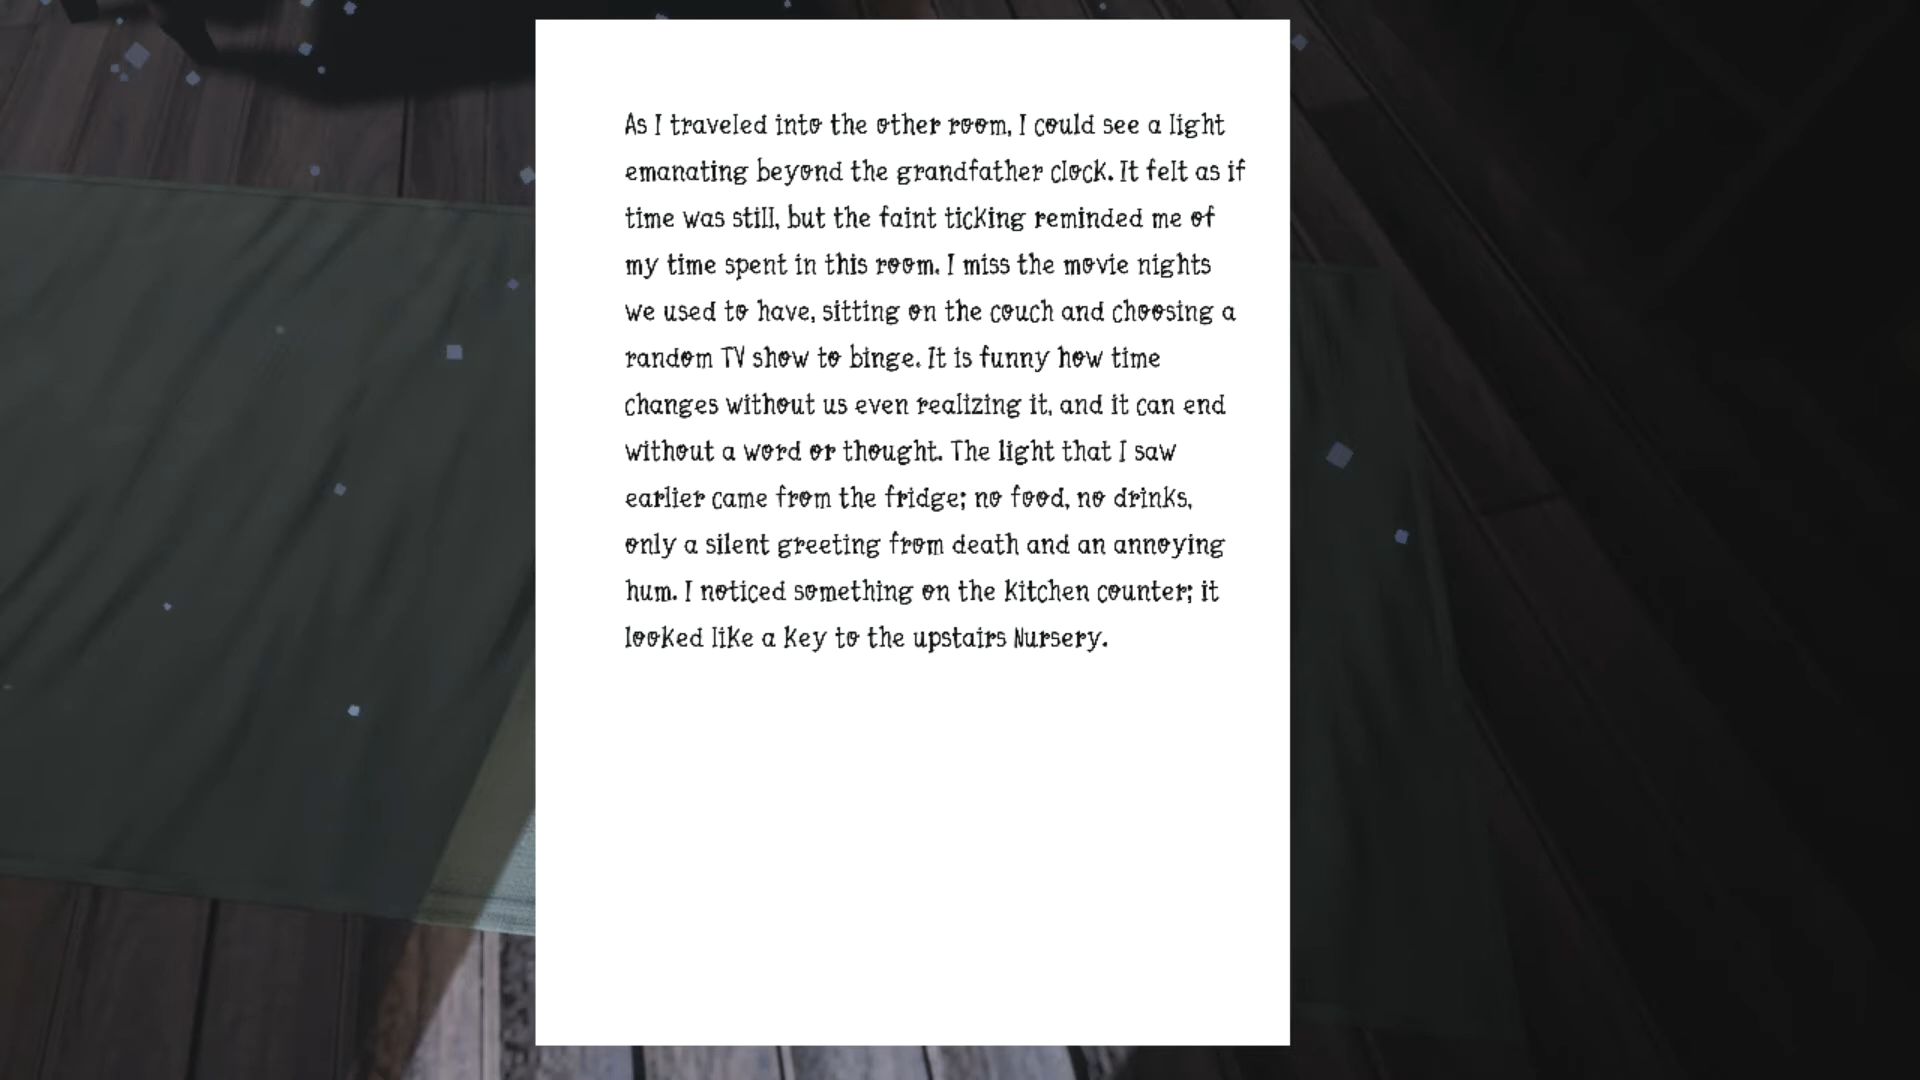 As I traveled into the other room, I could see a light
emanating beyond the grandfather clock. It felt as if
time was still, but the faint ticking reminded me of
my time spent in this room. I miss the movie nights
we used to have, sitting on the couch and choosing a
random TV show to binge. It is funny how time
changes without us even realizing it, and it can end
without a word or thought. The light that I saw
earlier came from the fridge; no food, no drinks,
only a silent greeting from death and an annoying
hum. I noticed something on the kitchen counter; it
looked like a key to the upstairs Nursery.